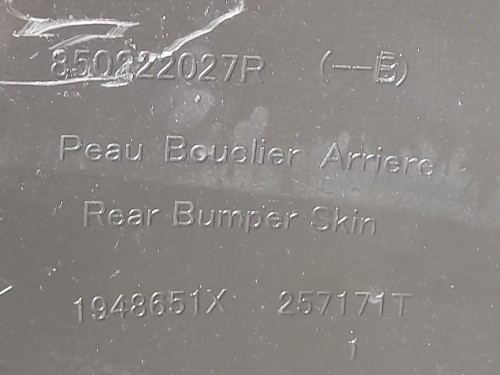 850222027R (--E)
Peau Bouclier Arriere
Rear Bumper Skin
1948651X 257171T
1